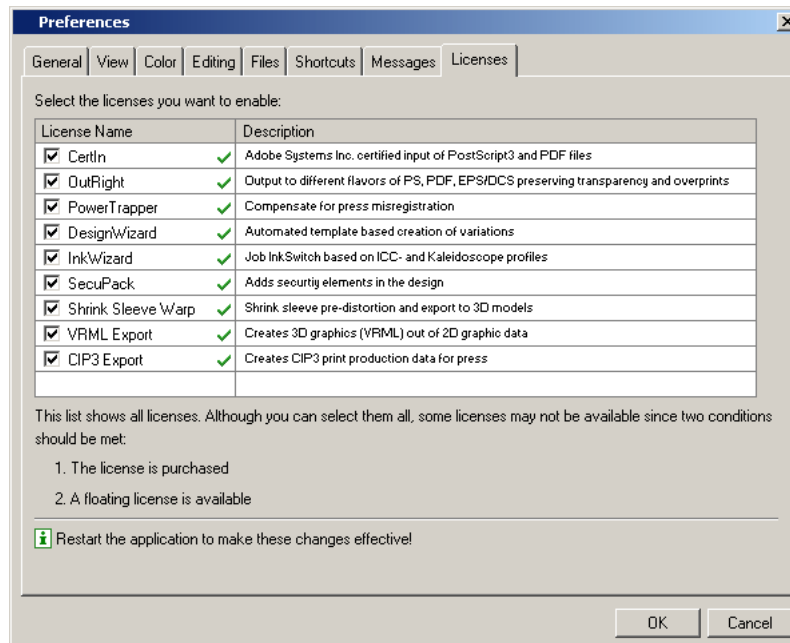 Preferences
General View Color Editing Files Shortcuts Messages Licenses
Select the licenses you want to enable:
License Name Description
CertIn Adobe Systems Inc. certified input of PostScript3 and PDF files
OutRight Output to different flavors of PS, PDF, EPS/DCS preserving transparency and overprints
PowerTrapper Compensate for press misregistration
DesignWizard Automated template based creation of variations
InkWizard Job InkSwitch based on ICC- and Kaleidoscope profiles
SecuPack Adds securtiy elements in the design
Shrink Sleeve Warp Shrink sleeve pre-distortion and export to 3D models
VRML Export Creates 3D graphics (VRML) out of 2D graphic data
CIP3 Export Creates CIP3 print production data for press
This list shows all licenses. Although you can select them all, some licenses may not be available since two conditions
should be met:
1. The license is purchased
2. A floating license is available
Restart the application to make these changes effective!
OK Cancel